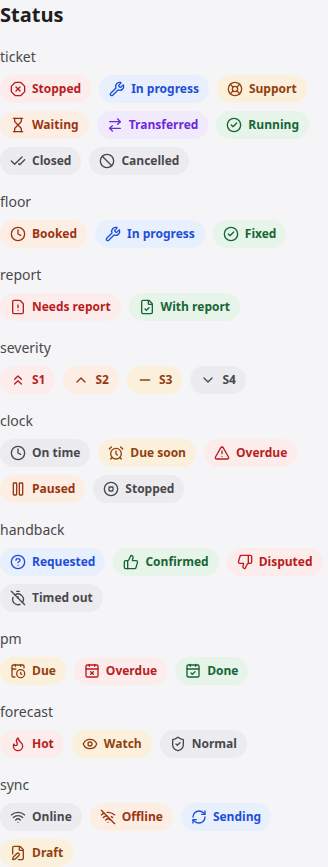 Status
ticket
Stopped In progress Support
Waiting Transferred Running
Closed Cancelled
floor
Booked In progress Fixed
report
Needs report With report
severity
S1 S2 S3 S4
clock
On time Due soon Overdue
Paused Stopped
handback
Requested Confirmed Disputed
Timed out
pm
Due Overdue Done
forecast
Hot Watch Normal
sync
Online Offline Sending
Draft